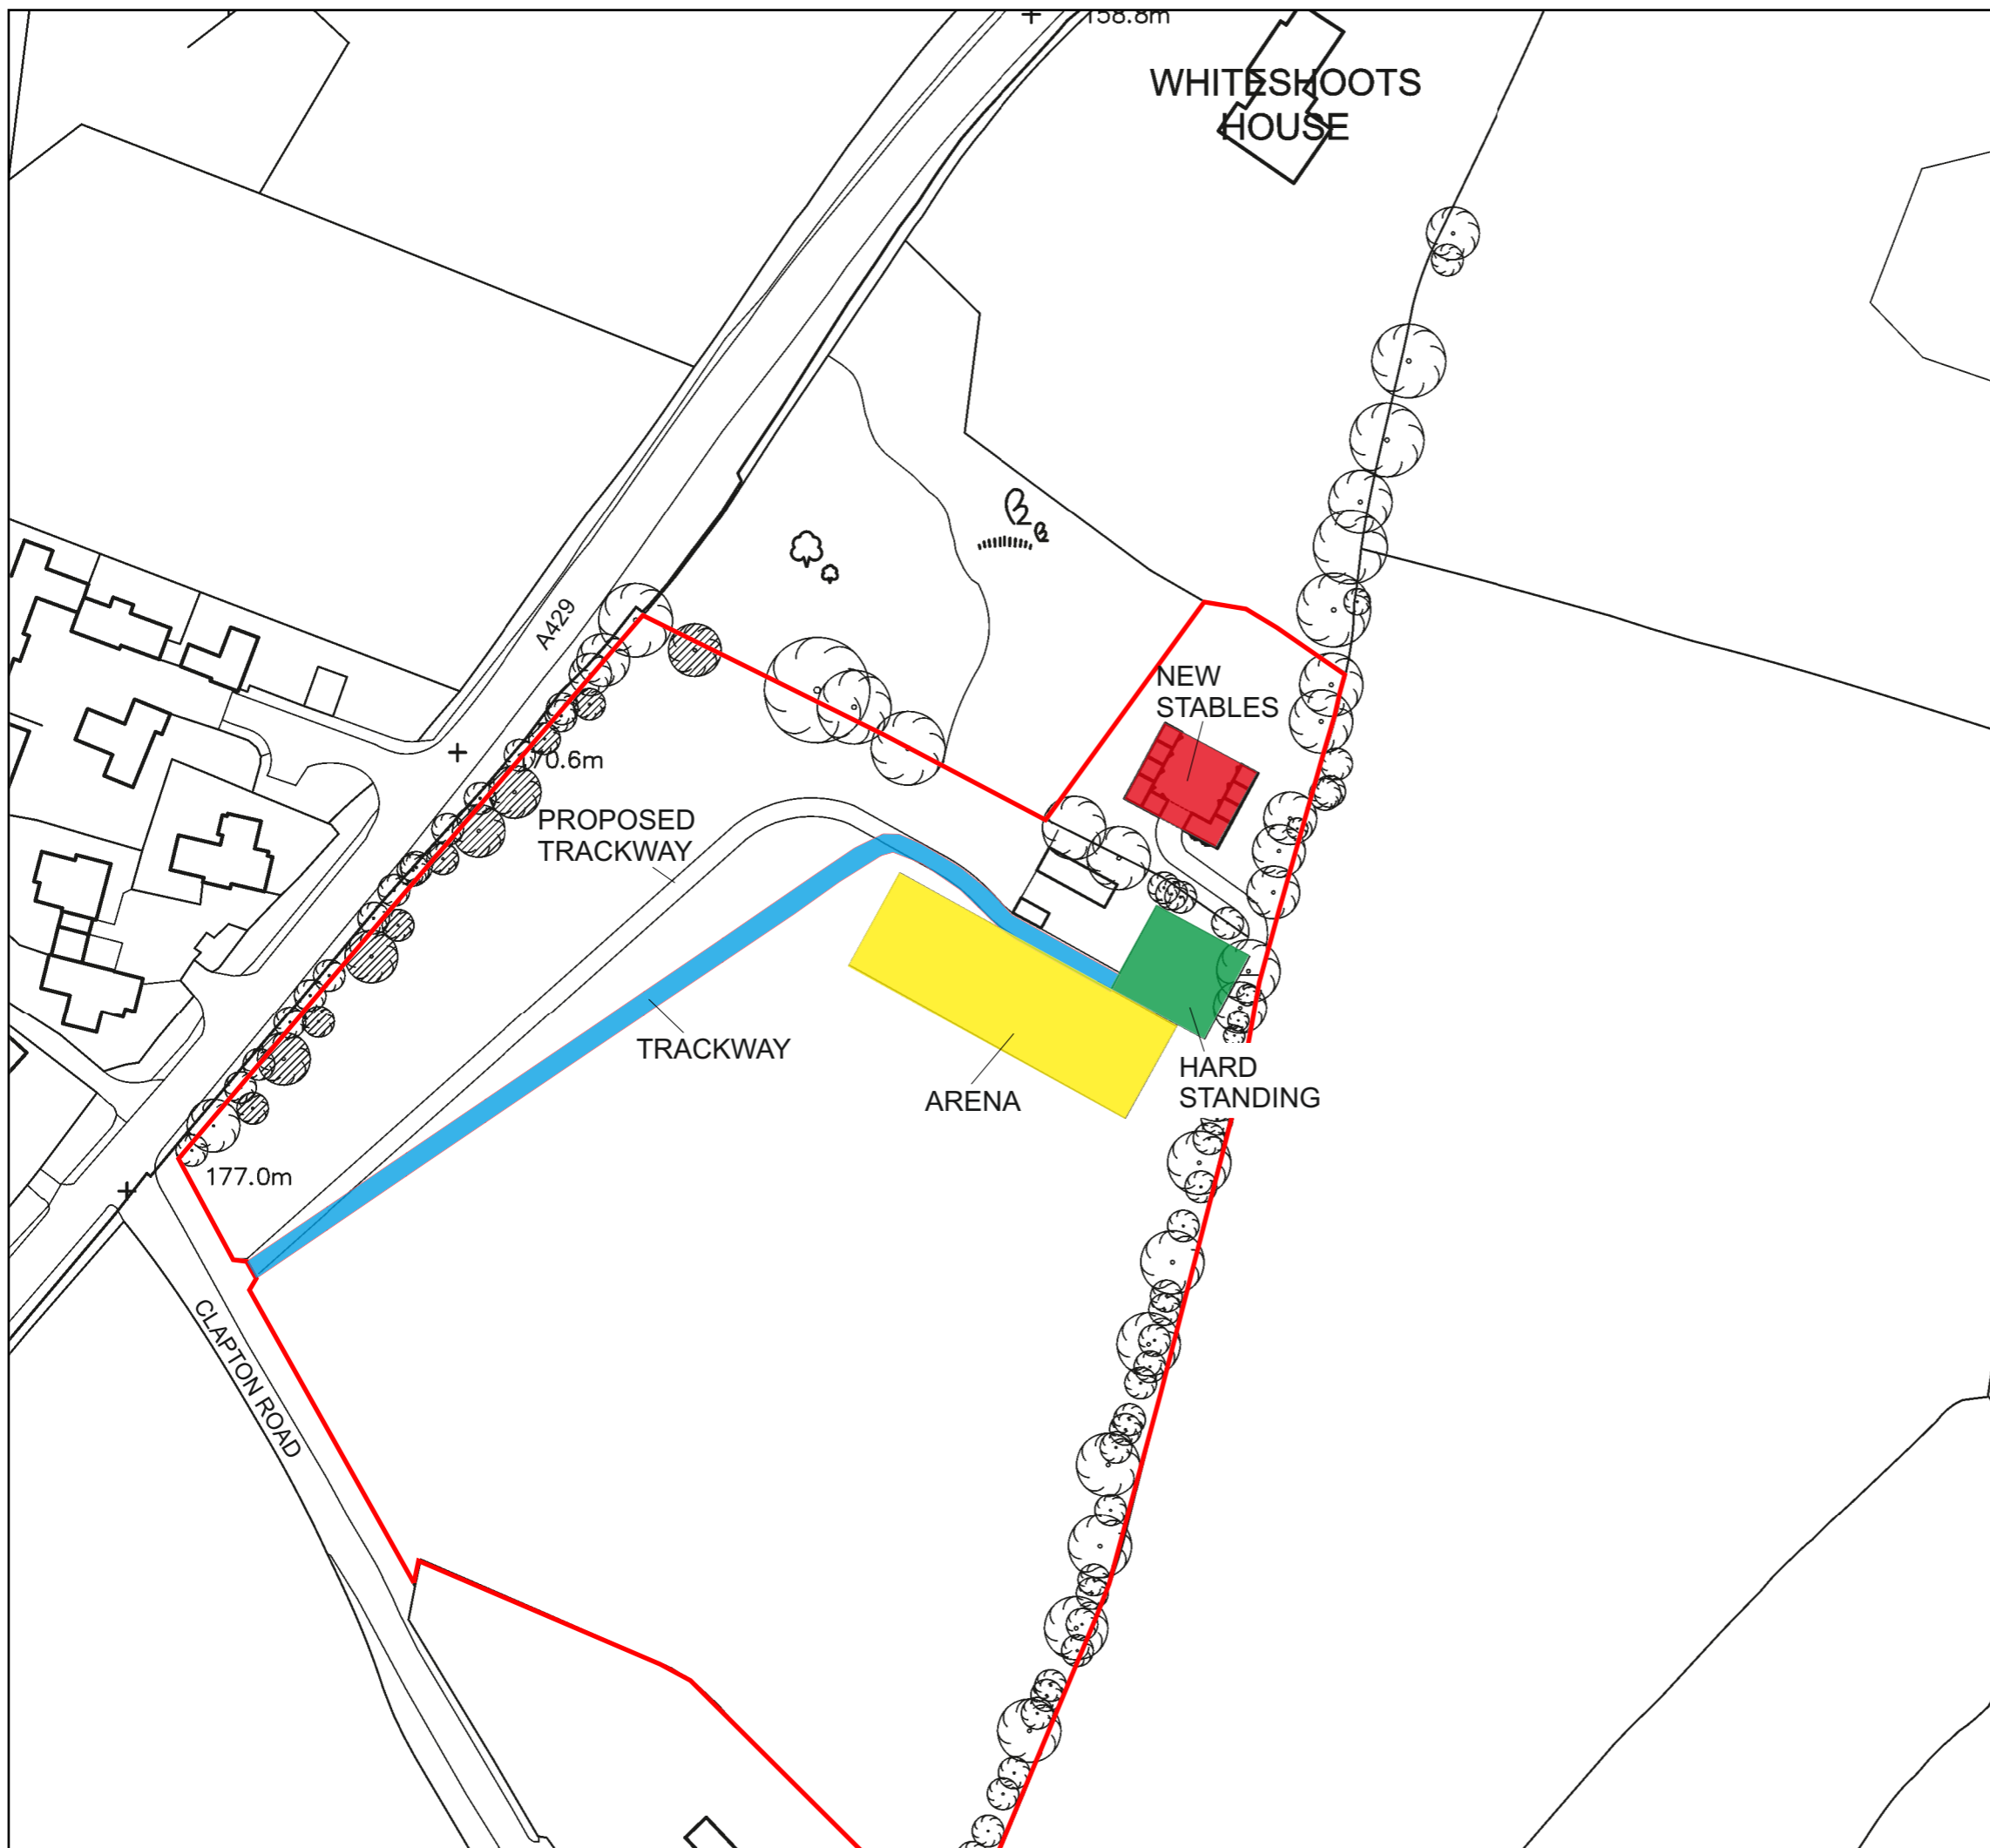 158.8m
WHITESHOOTS
HOUSE
A429
NEW
STABLES
70.6m
PROPOSED
TRACKWAY
TRACKWAY
ARENA
HARD
STANDING
177.0m
CLAPTON ROAD